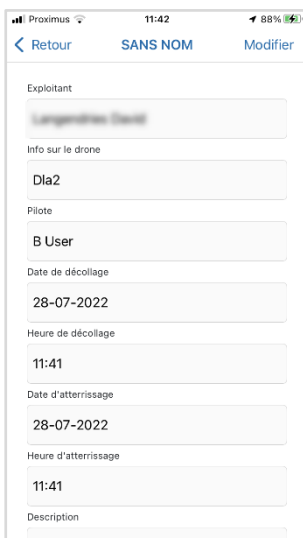 Proximus 11:42 88%
Retour SANS NOM Modifier
Exploitant
Info sur le drone
Dla2
Pilote
B User
Date de décollage
28-07-2022
Heure de décollage
11:41
Date d'atterrissage
28-07-2022
Heure d'atterrissage
11:41
Description